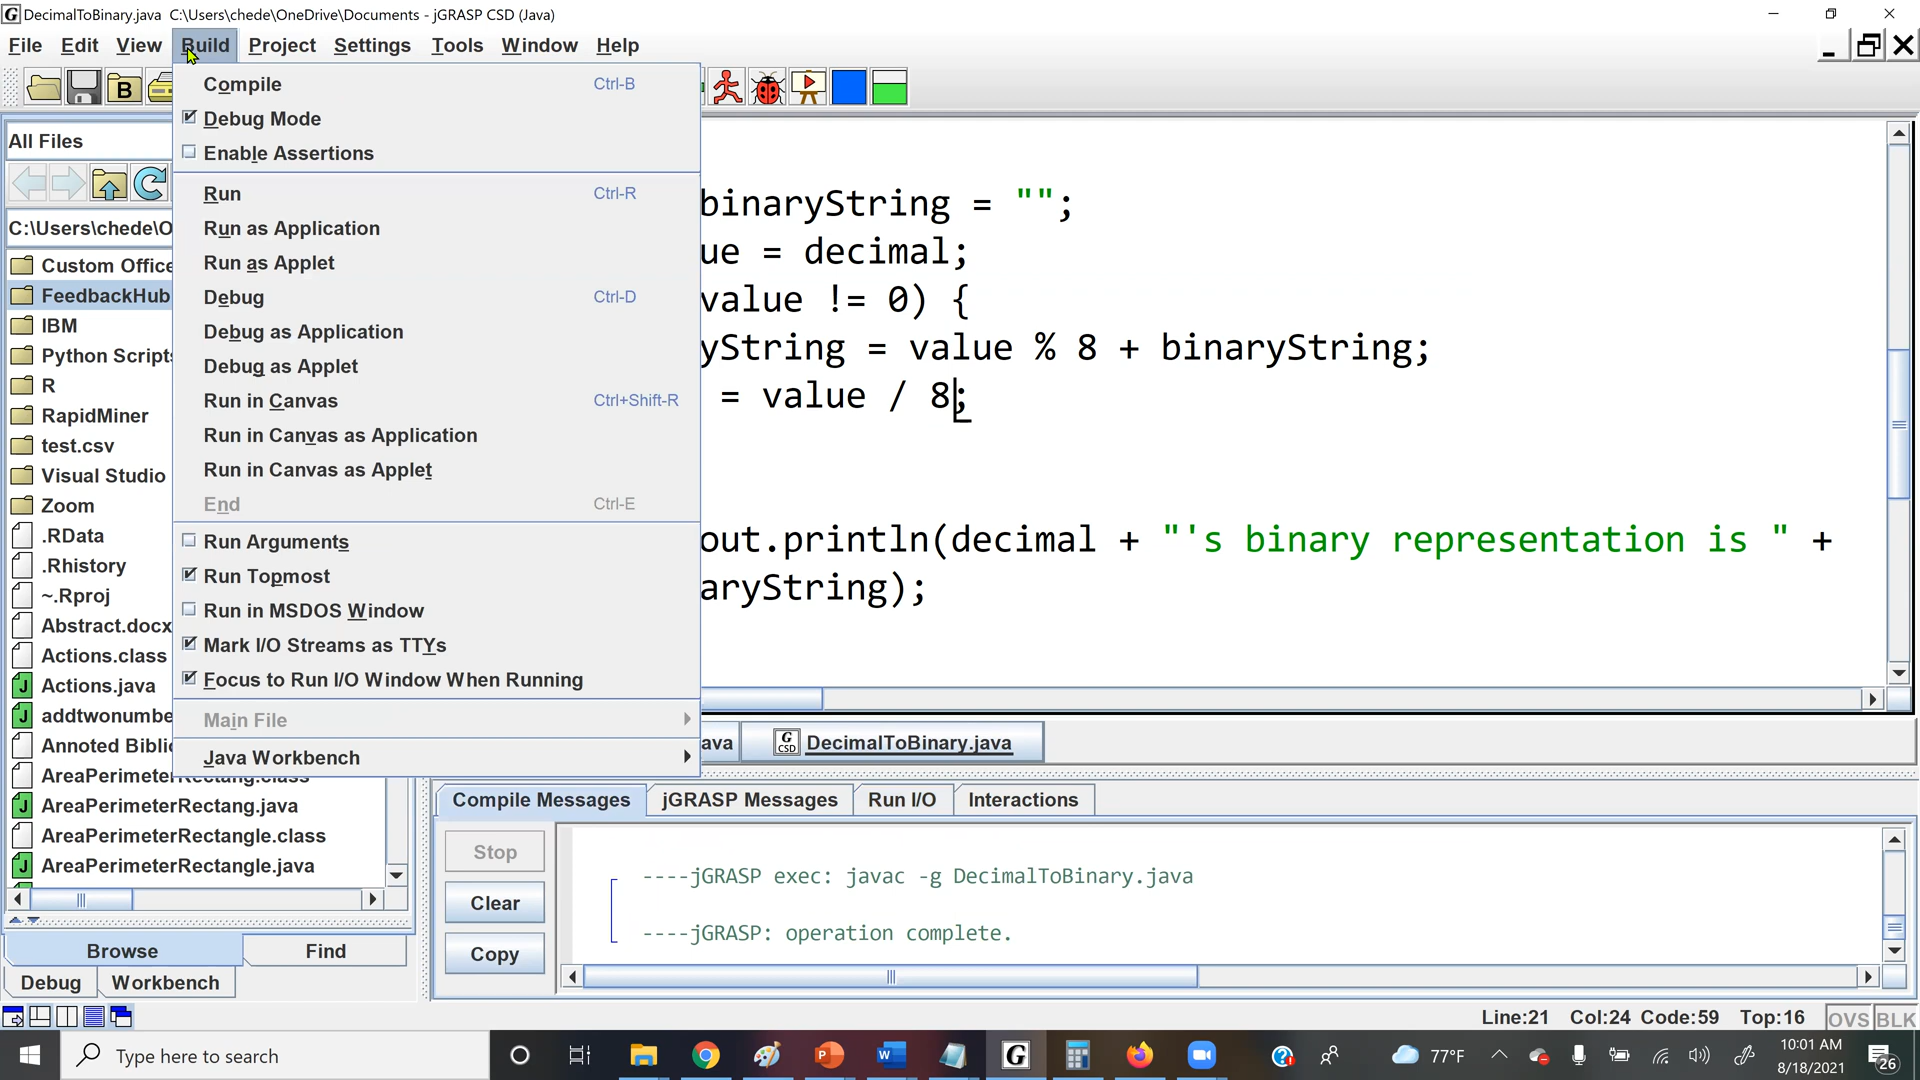 DecimalToBinary.java C:\Users\chede\OneDrive\Documents - jGRASP CSD (Java)
File Edit View Build Project Settings Tools Window Help
Compile Ctrl-B
Debug Mode
Enable Assertions
Run Ctrl-R
Run as Application
Run as Applet
Debug Ctrl-D
Debug as Application
Debug as Applet
Run in Canvas Ctrl+Shift-R
Run in Canvas as Application
Run in Canvas as Applet
End Ctrl-E
Run Arguments
Run Topmost
Run in MSDOS Window
Mark I/O Streams as TTYs
Focus to Run I/O Window When Running
Main File
Java Workbench
B
All Files
C:\Users\chede\O
Custom Office
FeedbackHub
IBM
Python Scripts
R
RapidMiner
test.csv
Visual Studio
Zoom
.RData
.Rhistory
~.Rproj
Abstract.docx
Actions.class
Actions.java
addtwonumbe
Annoted Bibli
AreaPerimeterRectang.class
AreaPerimeterRectang.java
AreaPerimeterRectangle.class
AreaPerimeterRectangle.java
Browse Find
Debug Workbench
binaryString = "";
ue = decimal;
value != 0) {
yString = value % 8 + binaryString;
= value / 8;
out.println(decimal + "'s binary representation is " +
aryString);
ava G CSD DecimalToBinary.java
Compile Messages jGRASP Messages Run I/O Interactions
Stop
Clear
Copy
----jGRASP exec: javac -g DecimalToBinary.java
----jGRASP: operation complete.
Line:21 Col:24 Code:59 Top:16 OVS BLK
Type here to search
77°F
10:01 AM
8/18/2021
26